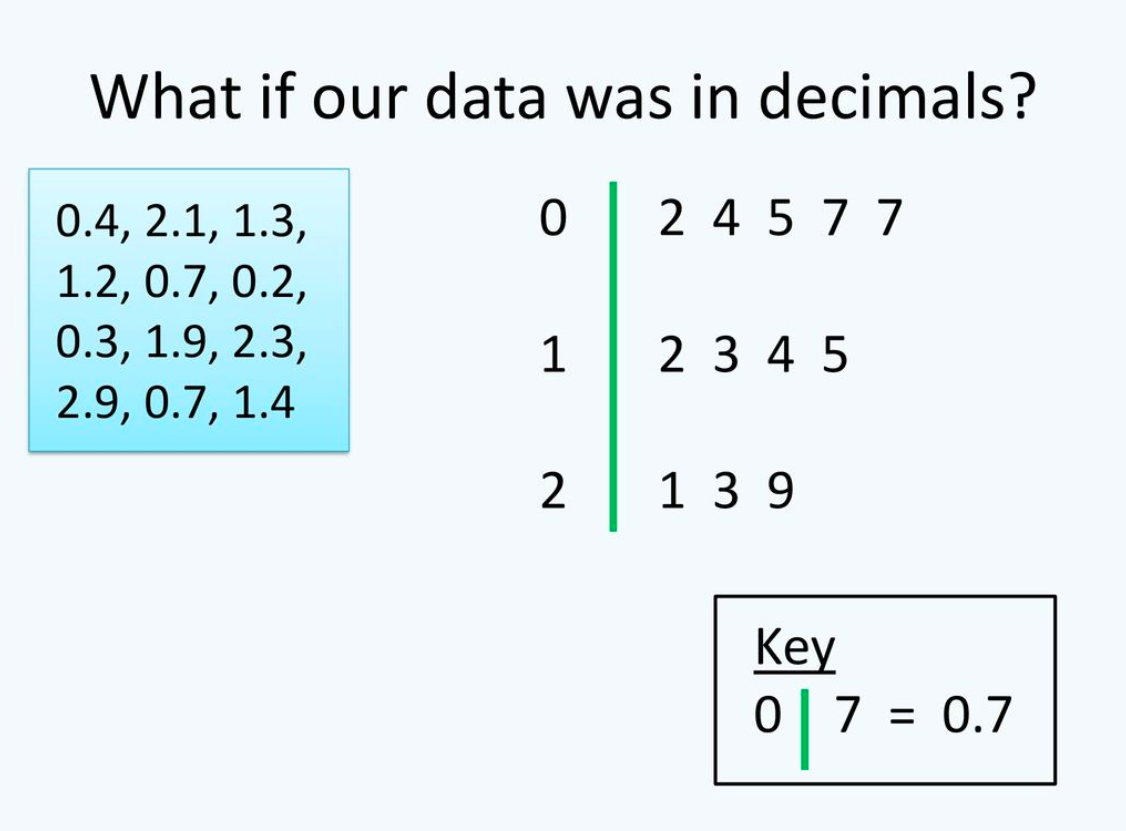 What if our data was in decimals?
0.4, 2.1, 1.3,
1.2, 0.7, 0.2,
0.3, 1.9, 2.3,
2.9, 0.7, 1.4
0 2 4 5 7 7
1 2 3 4 5
2 1 3 9
Key
0 7 = 0.7